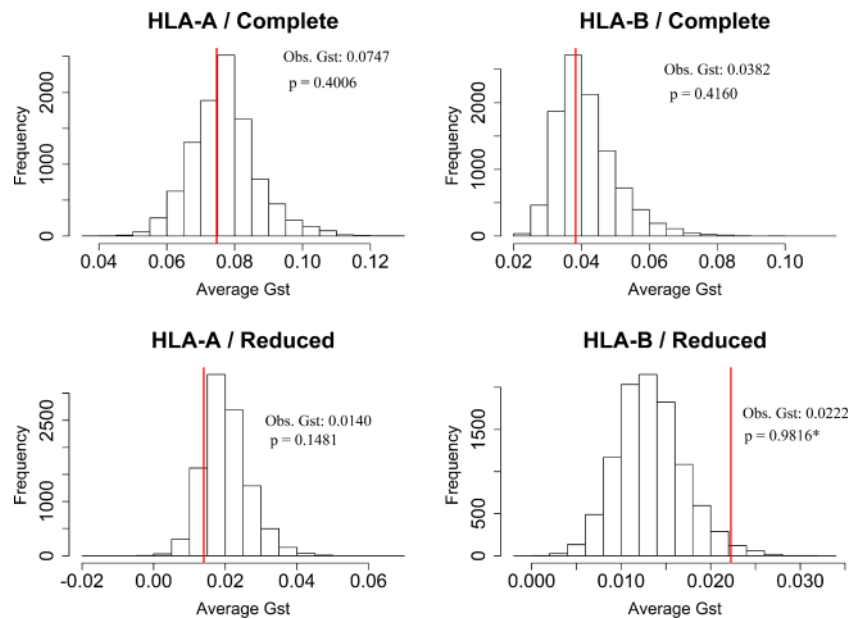 HLA-A / Complete
Obs. Gst: 0.0747
p = 0.4006
Frequency
0 1000 2000
0.04 0.06 0.08 0.10 0.12
Average Gst
HLA-B / Complete
Obs. Gst: 0.0382
p = 0.4160
Frequency
0 1000 2000
0.02 0.04 0.06 0.08 0.10
Average Gst
HLA-A / Reduced
Obs. Gst: 0.0140
p = 0.1481
Frequency
0 1000 2500
-0.02 0.00 0.02 0.04 0.06
Average Gst
HLA-B / Reduced
Obs. Gst: 0.0222
p = 0.9816*
Frequency
0 500 1500
0.000 0.010 0.020 0.030
Average Gst